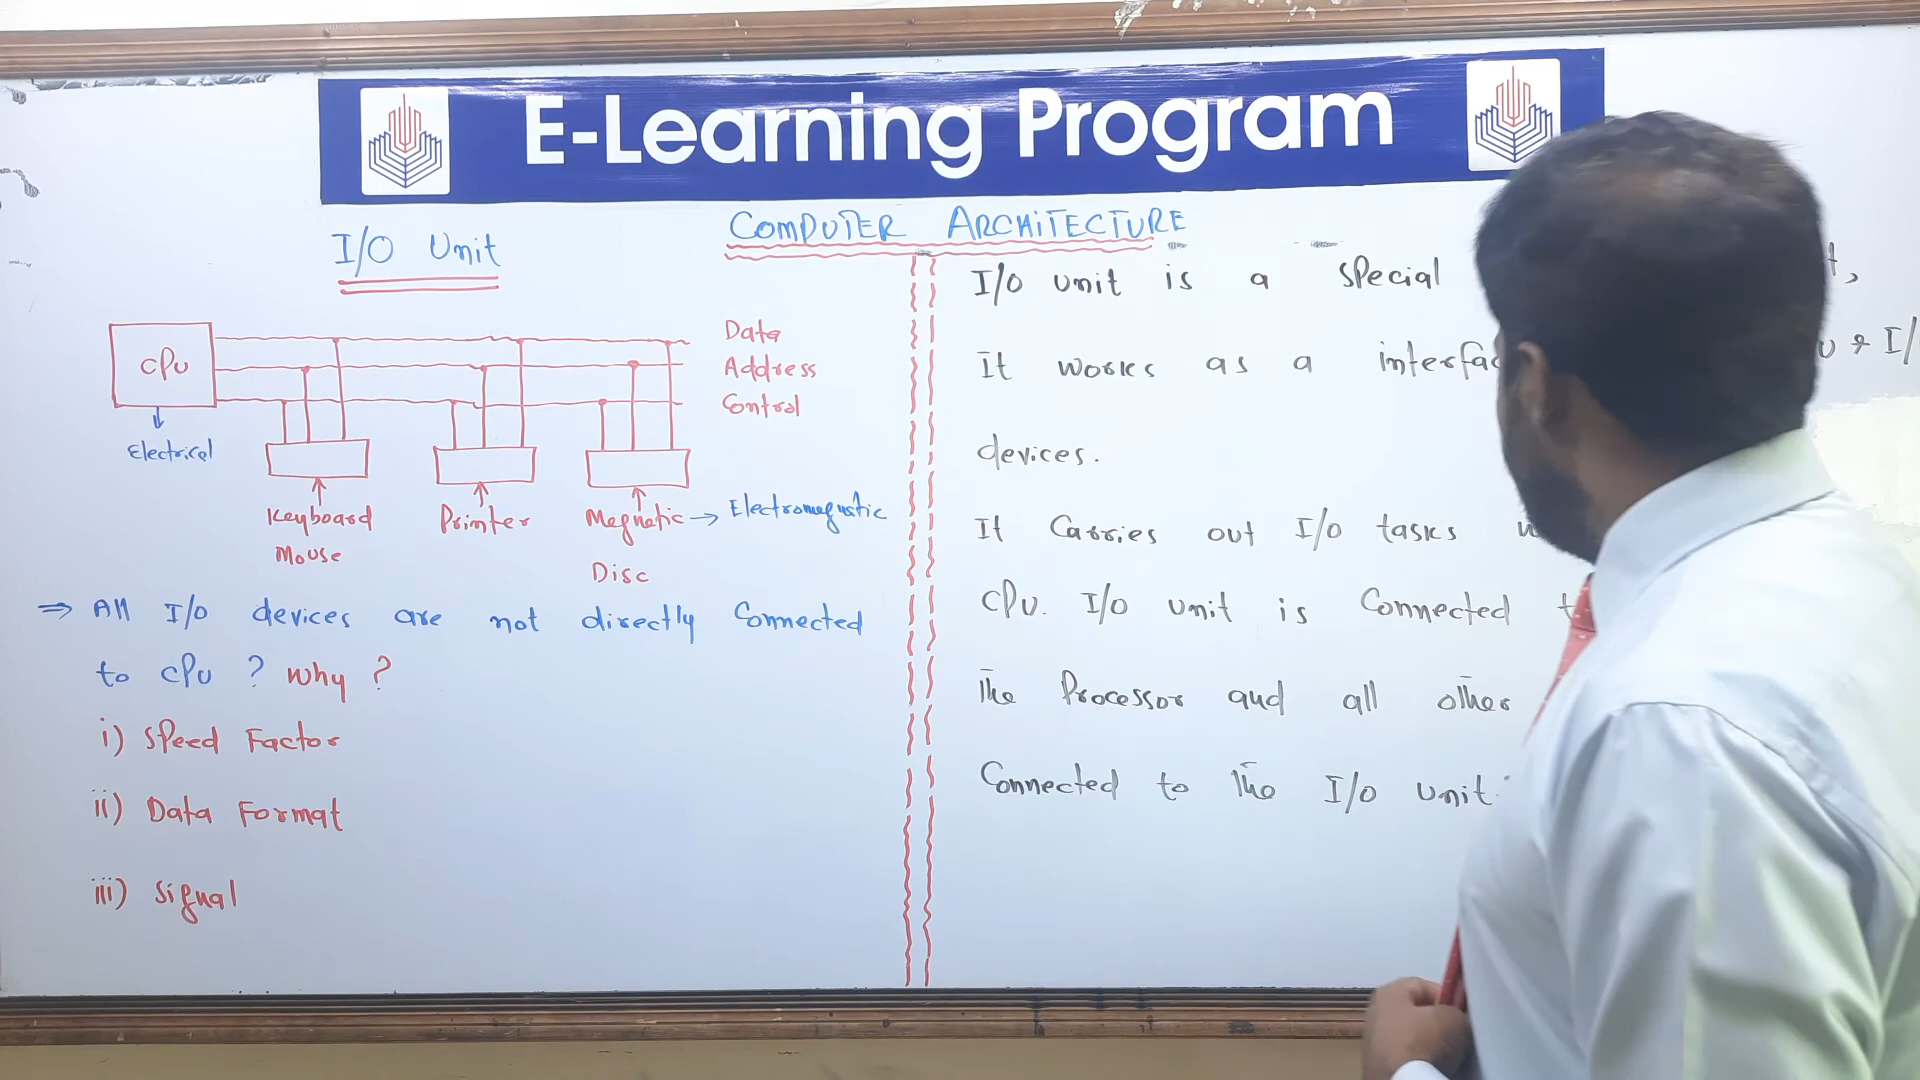 E-Learning Program
COMPUTER ARCHITECTURE
I/O Unit
CPU
Data
Address
Control
Electrical
Keyboard
Mouse
Printer
Magnetic → Electromagnetic
Disc
⇒ All I/O devices are not directly Connected
to CPU ? Why ?
i) Speed Factor
ii) Data Format
iii) Signal
I/O unit is a special
It works as a & I/
devices.
It Carries out I/O tasks
CPU. I/O unit is Connected
The Processor and all other
Connected to the I/O unit.